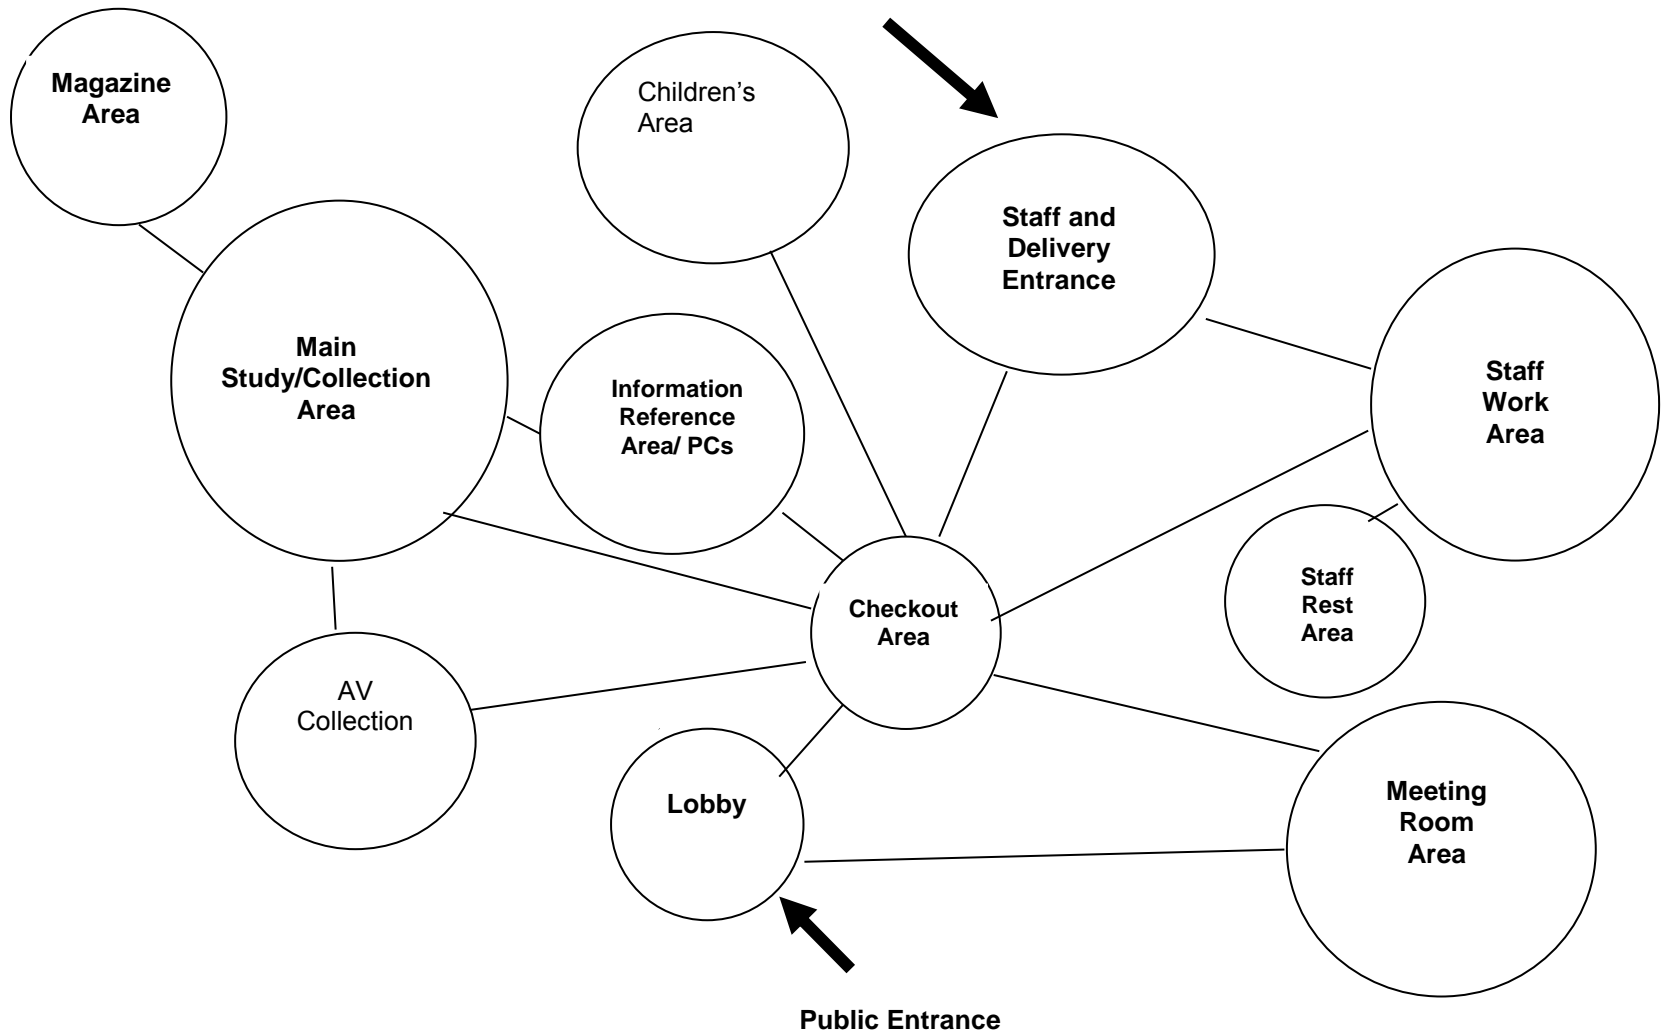 Magazine
Area
Children’s
Area
Staff and
Delivery
Entrance
Main
Study/Collection
Area
Information
Reference
Area/ PCs
Staff
Work
Area
Staff
Rest
Area
Checkout
Area
AV
Collection
Lobby
Meeting
Room
Area
Public Entrance